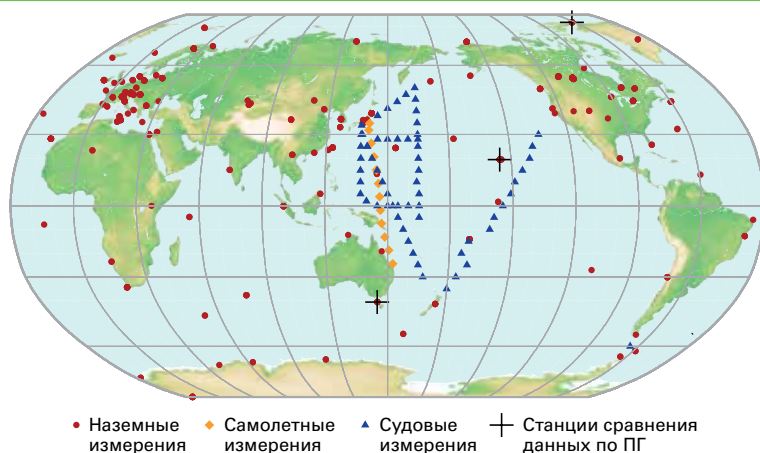 Наземные измерения
Самолетные измерения
Судовые измерения
Станции сравнения данных по ПГ